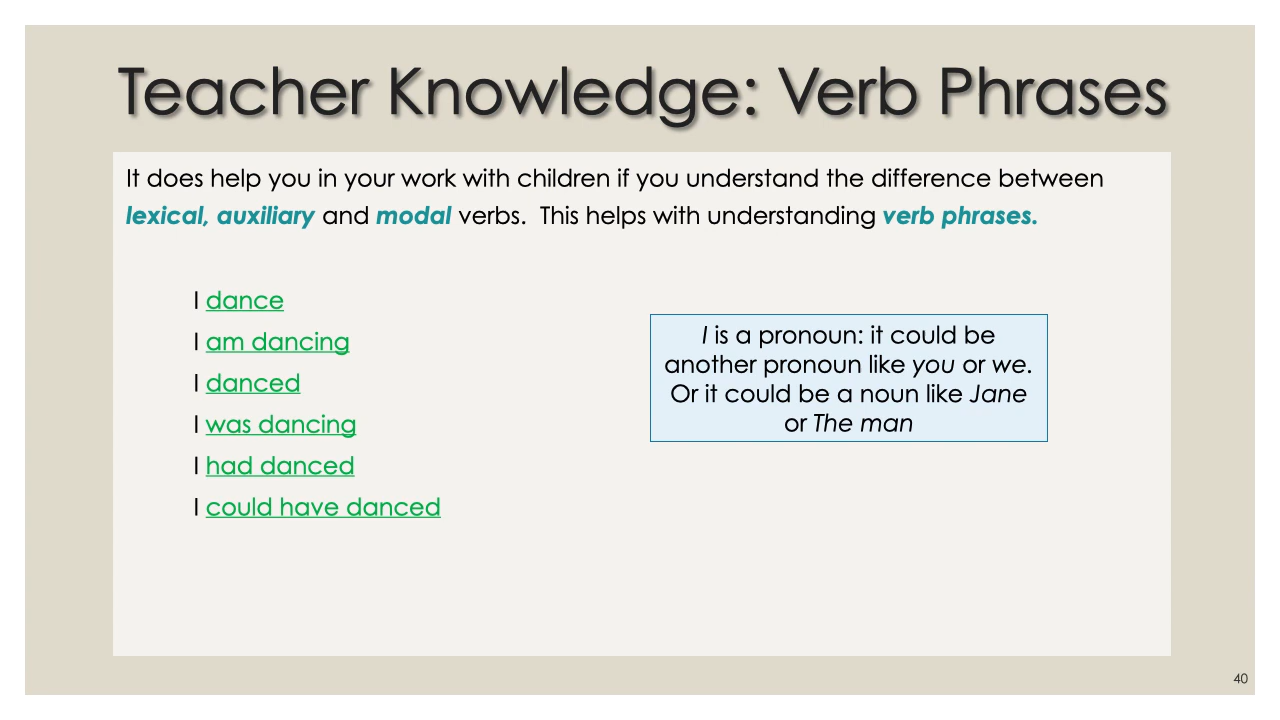 Teacher Knowledge: Verb Phrases
It does help you in your work with children if you understand the difference between
lexical, auxiliary and modal verbs.  This helps with understanding verb phrases.
I dance
I am dancing
I danced
I was dancing
I had danced
I could have danced
I is a pronoun: it could be
another pronoun like you or we.
Or it could be a noun like Jane
or The man
40